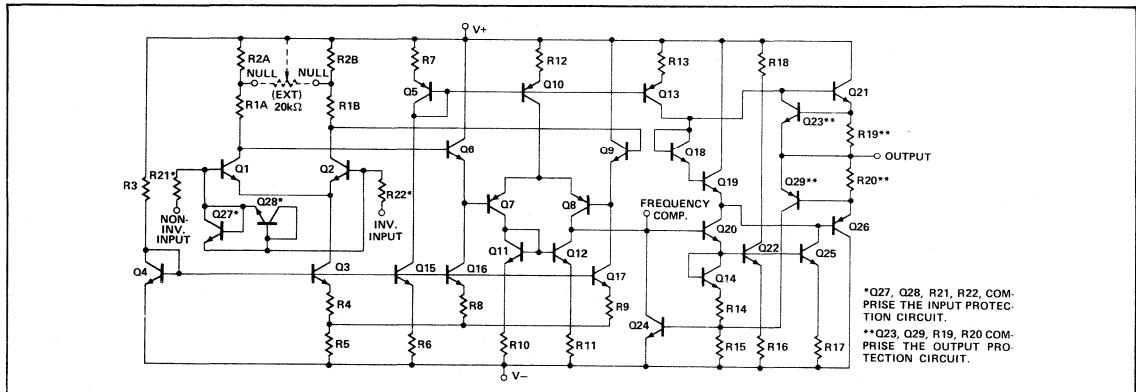 V+
R2A
R2B
R7
R12
R13
R18
NULL
NULL
(EXT)
20kΩ
Q5
Q10
Q13
Q21
Q23**
R1A
R1B
R19**
Q6
Q9
Q18
OUTPUT
R3
R21*
Q1
Q2
R22*
Q19
Q29**
R20**
Q28*
Q7
Q8
FREQUENCY
COMP.
Q27*
NON-
INV.
INPUT
INV.
INPUT
Q20
Q26
Q11
Q12
Q22
Q25
Q4
Q3
Q15
Q16
Q17
Q14
R4
R8
R9
R14
Q24
R5
R6
R10
R11
R15
R16
R17
V−
*Q27, Q28, R21, R22, COM-
PRISE THE INPUT PROTEC-
TION CIRCUIT.
**Q23, Q29, R19, R20 COM-
PRISE THE OUTPUT PRO-
TECTION CIRCUIT.